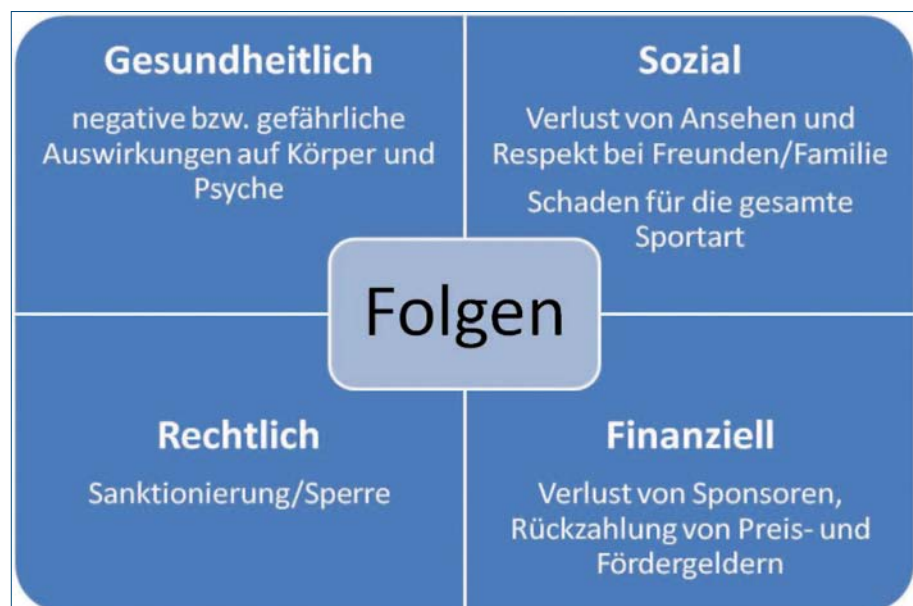 Gesundheitlich
negative bzw. gefährliche
Auswirkungen auf Körper und
Psyche
Sozial
Verlust von Ansehen und
Respekt bei Freunden/Familie
Schaden für die gesamte
Sportart
Folgen
Rechtlich
Sanktionierung/Sperre
Finanziell
Verlust von Sponsoren,
Rückzahlung von Preis- und
Fördergeldern